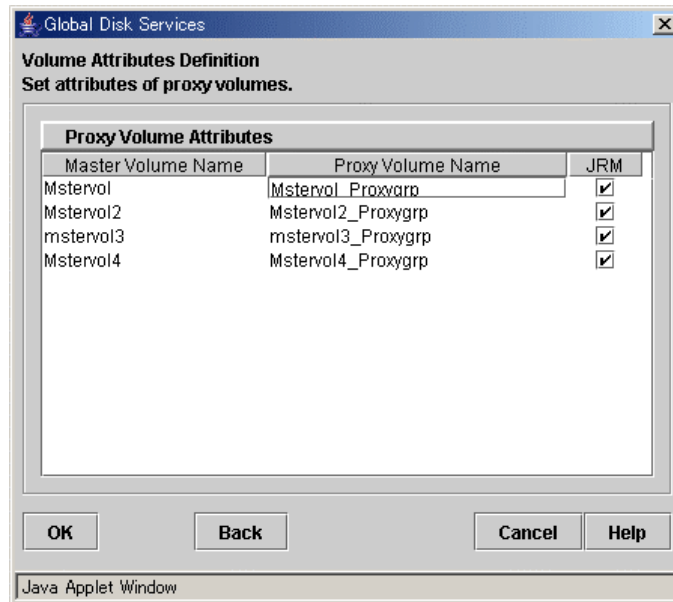 Global Disk Services
Volume Attributes Definition
Set attributes of proxy volumes.
Proxy Volume Attributes
Master Volume Name Proxy Volume Name JRM
Mstervol Mstervol_Proxygrp
Mstervol2 Mstervol2_Proxygrp
mstervol3 mstervol3_Proxygrp
Mstervol4 Mstervol4_Proxygrp
OK Back Cancel Help
Java Applet Window